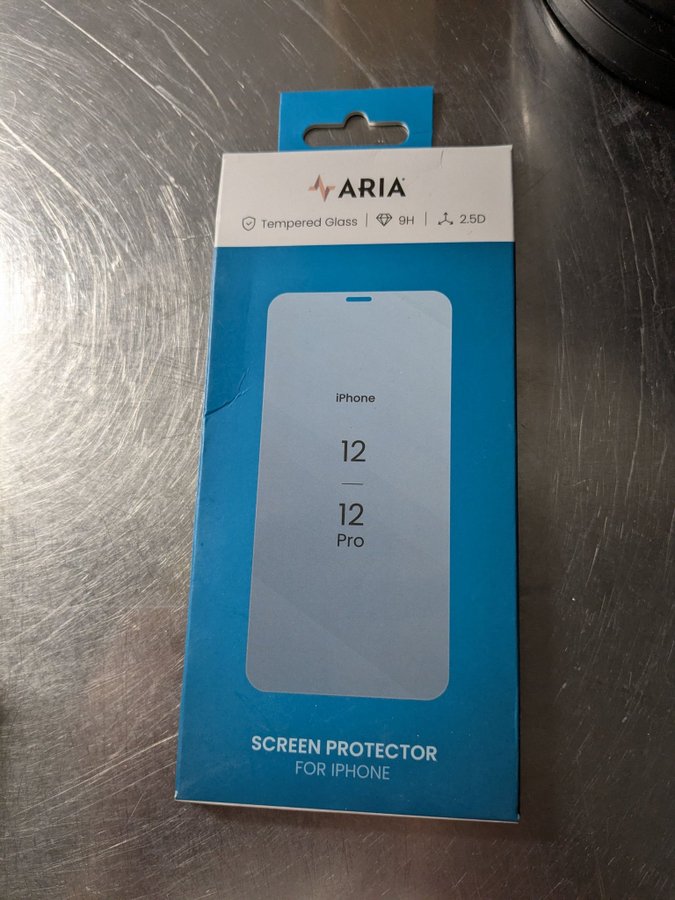 ARIA
Tempered Glass | 9H | 2.5D
iPhone
12
12
Pro
SCREEN PROTECTOR
FOR IPHONE